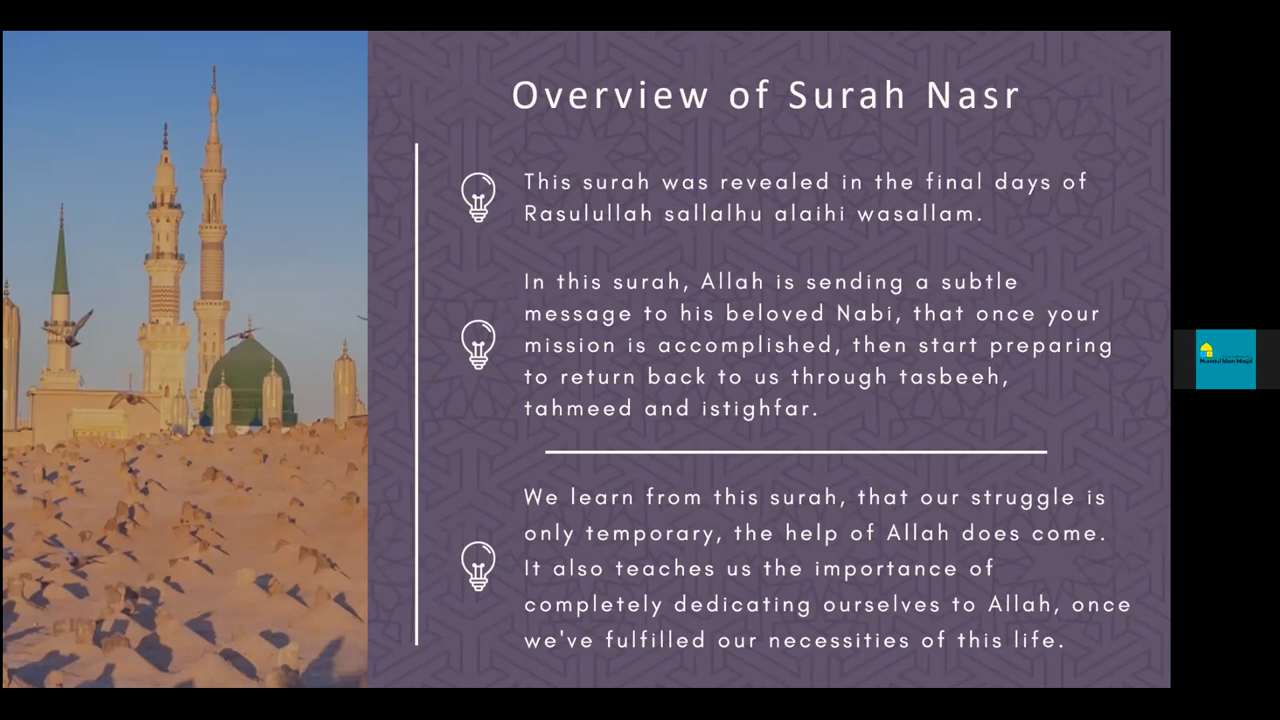 Overview of Surah Nasr
This surah was revealed in the final days of
Rasulullah sallalhu alaihi wasallam.
In this surah, Allah is sending a subtle
message to his beloved Nabi, that once your
mission is accomplished, then start preparing
to return back to us through tasbeeh,
tahmeed and istighfar.
We learn from this surah, that our struggle is
only temporary, the help of Allah does come.
It also teaches us the importance of
completely dedicating ourselves to Allah, once
we've fulfilled our necessities of this life.
Islam Masjid